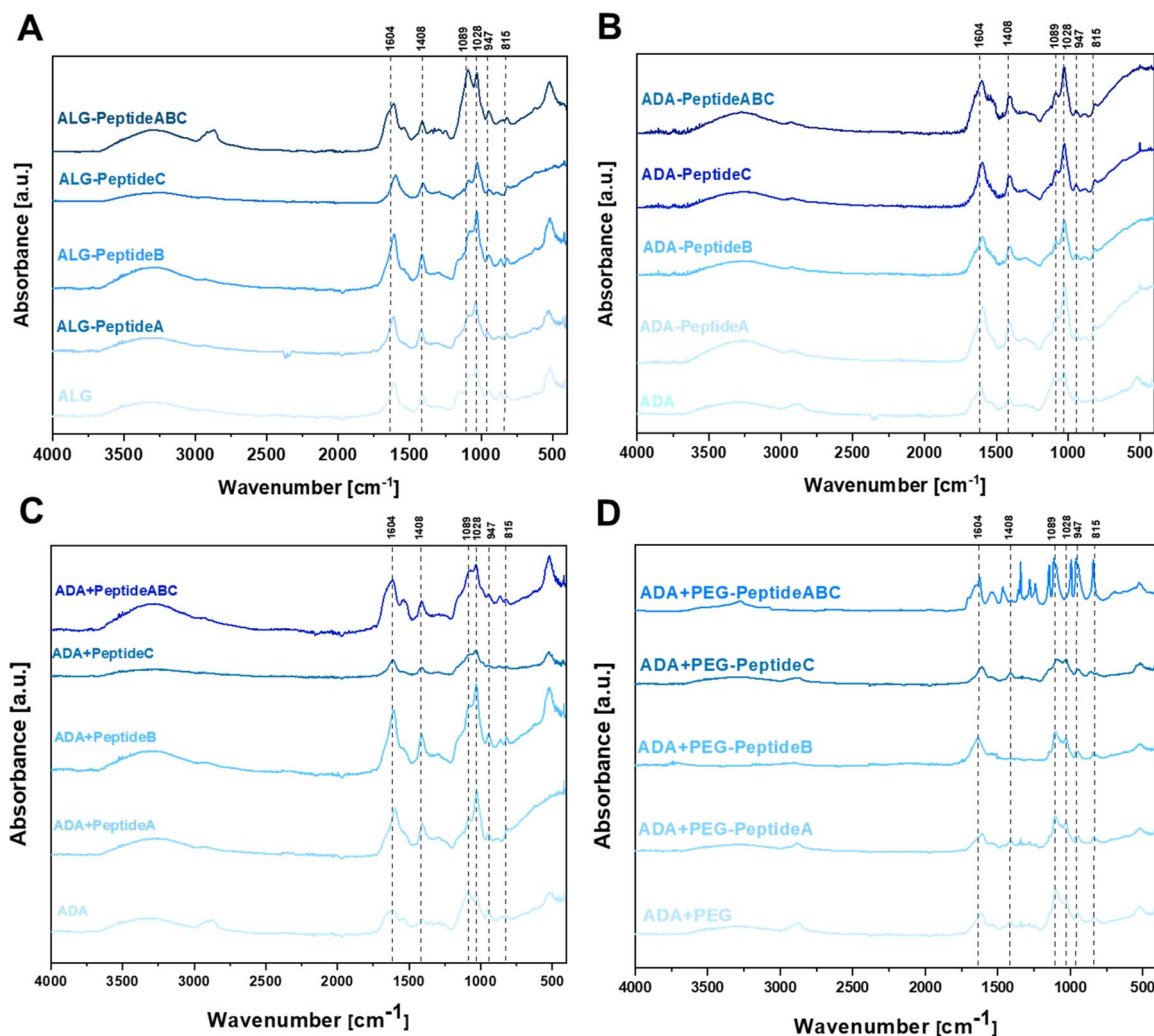 A
1604 1408 1089 1028 947 815
ALG-PeptideABC
ALG-PeptideC
ALG-PeptideB
ALG-PeptideA
ALG
Absorbance [a.u.]
4000 3500 3000 2500 2000 1500 1000 500
Wavenumber [cm⁻¹]
B
1604 1408 1089 1028 947 815
ADA-PeptideABC
ADA-PeptideC
ADA-PeptideB
ADA-PeptideA
ADA
Absorbance [a.u.]
4000 3500 3000 2500 2000 1500 1000 500
Wavenumber [cm⁻¹]
C
1604 1408 1089 1028 947 815
ADA+PeptideABC
ADA+PeptideC
ADA+PeptideB
ADA+PeptideA
ADA
Absorbance [a.u.]
4000 3500 3000 2500 2000 1500 1000 500
Wavenumber [cm⁻¹]
D
1604 1408 1089 1028 947 815
ADA+PEG-PeptideABC
ADA+PEG-PeptideC
ADA+PEG-PeptideB
ADA+PEG-PeptideA
ADA+PEG
Absorbance [a.u.]
4000 3500 3000 2500 2000 1500 1000 500
Wavenumber [cm⁻¹]